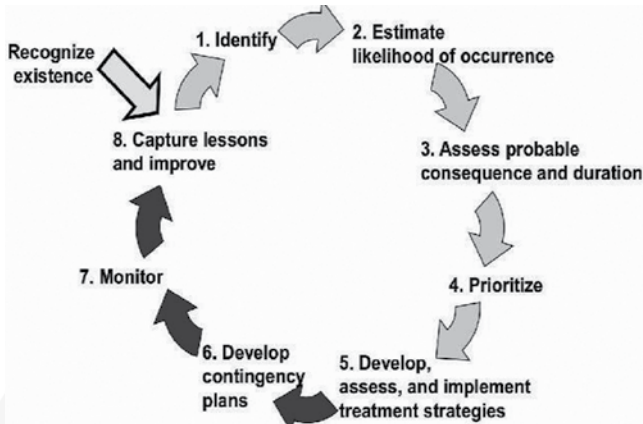 Recognize
existence
1. Identify
2. Estimate
likelihood of occurrence
3. Assess probable
consequence and duration
4. Prioritize
5. Develop,
assess, and implement
treatment strategies
6. Develop
contingency
plans
7. Monitor
8. Capture lessons
and improve